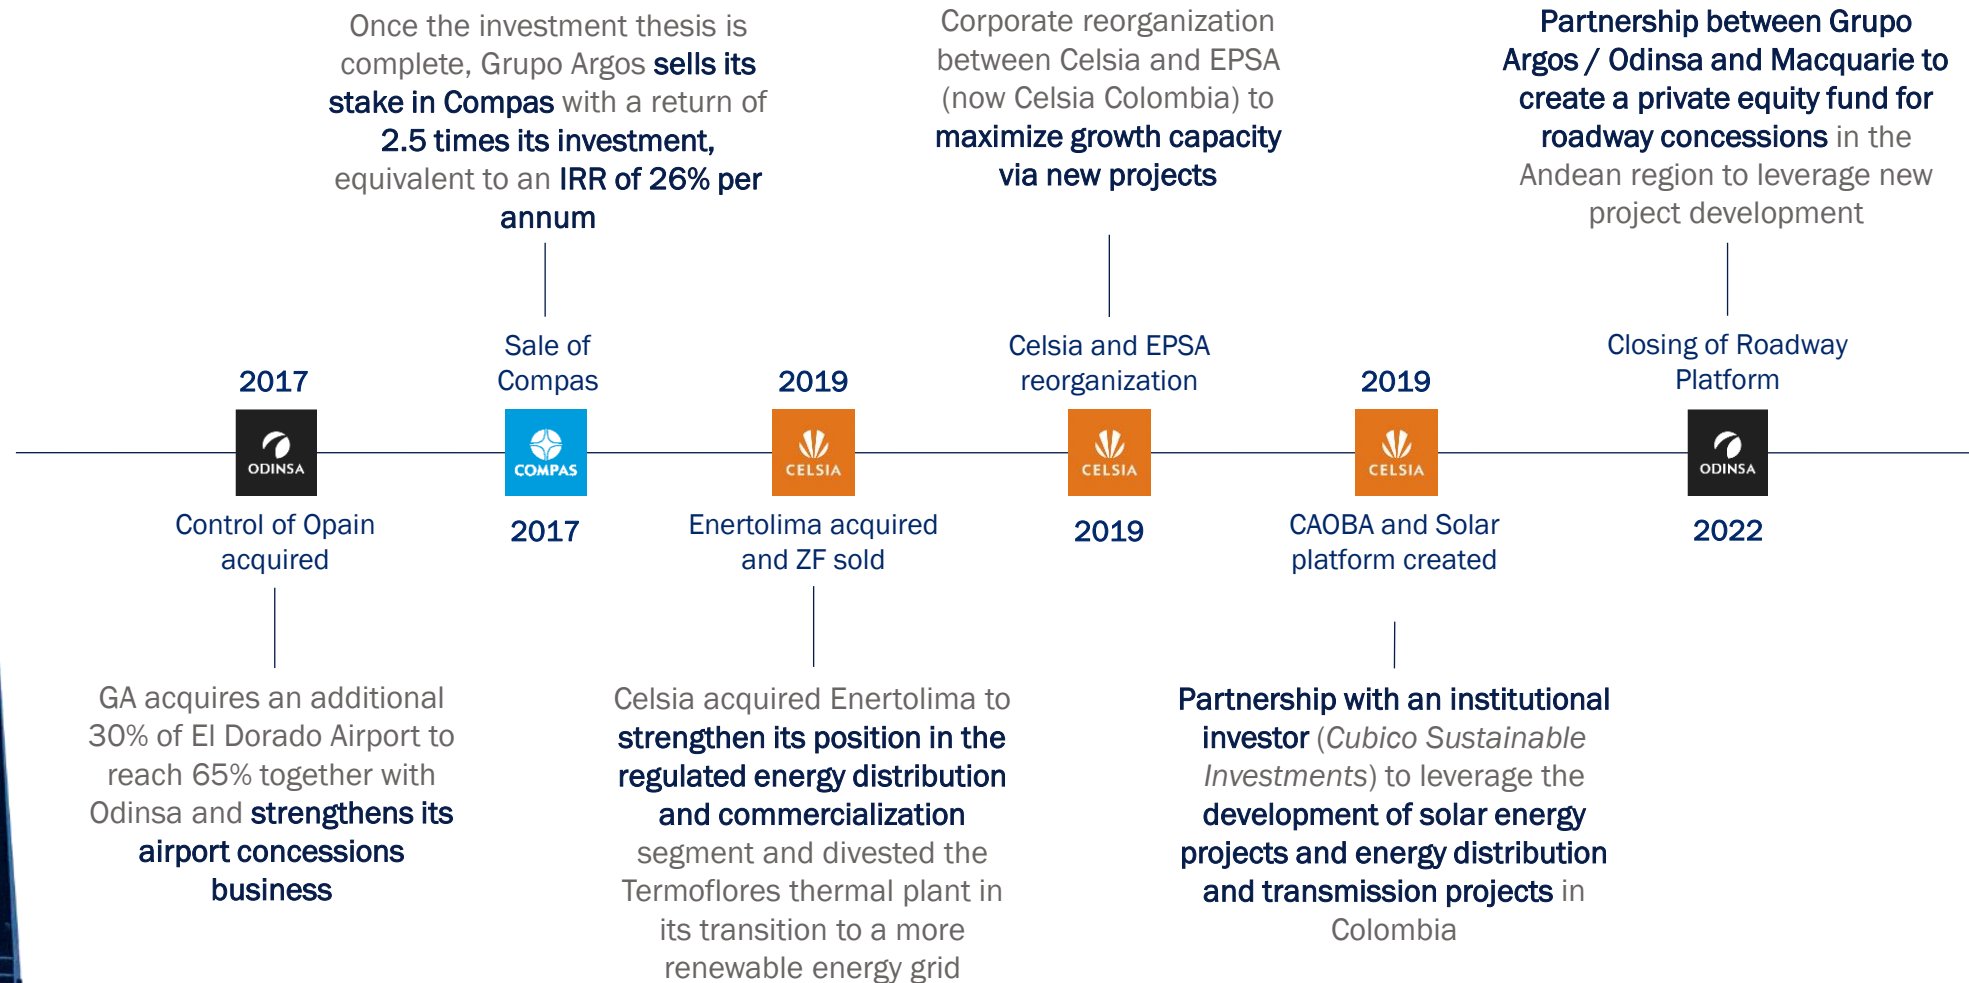 Once the investment thesis is
complete, Grupo Argos sells its
stake in Compas with a return of
2.5 times its investment,
equivalent to an IRR of 26% per
annum
Corporate reorganization
between Celsia and EPSA
(now Celsia Colombia) to
maximize growth capacity
via new projects
Partnership between Grupo
Argos / Odinsa and Macquarie to
create a private equity fund for
roadway concessions in the
Andean region to leverage new
project development
2017
ODINSA
Control of Opain
acquired
Sale of
Compas
COMPAS
2017
2019
CELSIA
Enertolima acquired
and ZF sold
Celsia and EPSA
reorganization
CELSIA
2019
2019
CELSIA
CAOBA and Solar
platform created
Closing of Roadway
Platform
ODINSA
2022
GA acquires an additional
30% of El Dorado Airport to
reach 65% together with
Odinsa and strengthens its
airport concessions
business
Celsia acquired Enertolima to
strengthen its position in the
regulated energy distribution
and commercialization
segment and divested the
Termoflores thermal plant in
its transition to a more
renewable energy grid
Partnership with an institutional
investor (Cubico Sustainable
Investments) to leverage the
development of solar energy
projects and energy distribution
and transmission projects in
Colombia